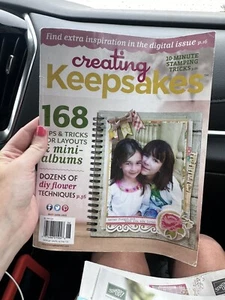 Find extra inspiration in the digital issue p.16
creating
Keepsakes
10-MINUTE
STAMPING
TRICKS
168
TIPS & TRICKS
FOR LAYOUTS
& mini-
albums
DOZENS OF
diy flower
TECHNIQUES